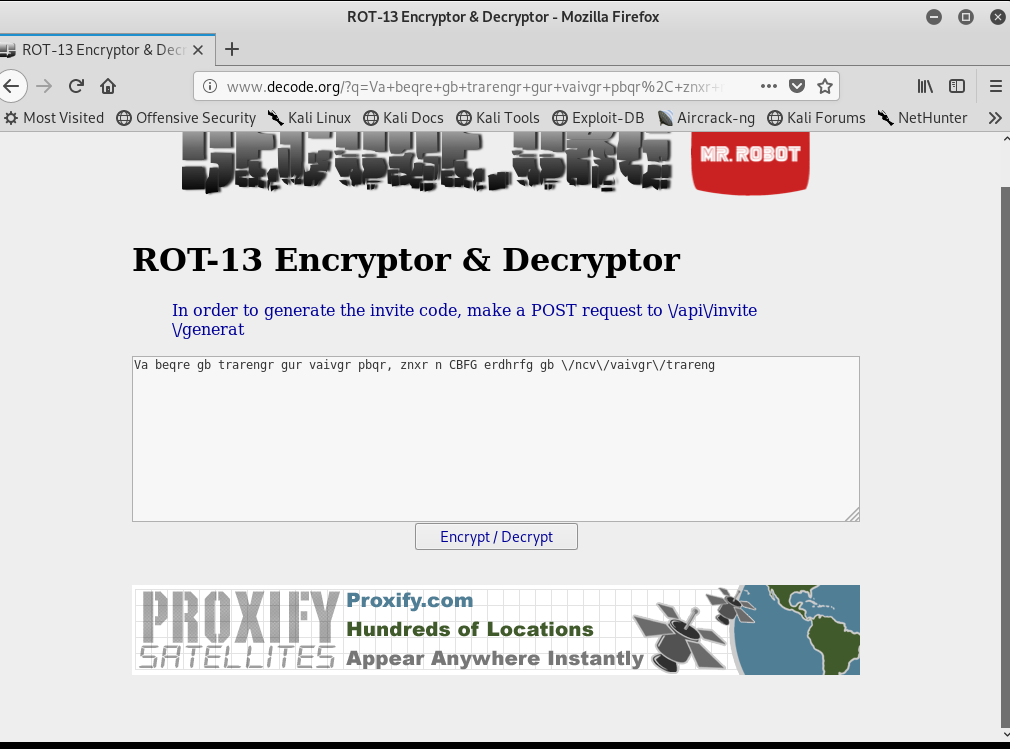 ROT-13 Encryptor & Decryptor - Mozilla Firefox
ROT-13 Encryptor & Decr
www.decode.org/?q=Va+beqre+gb+trarengr+gur+vaivgr+pbqr%2C+znxr+
Most Visited Offensive Security Kali Linux Kali Docs Kali Tools Exploit-DB Aircrack-ng Kali Forums NetHunter
MR. ROBOT
ROT-13 Encryptor & Decryptor
In order to generate the invite code, make a POST request to \/api\/invite
\/generat
Va beqre gb trarengr gur vaivgr pbqr, znxr n CBFG erdhrfg gb \/ncv\/vaivgr\/trareng
Encrypt / Decrypt
PROXIFY Proxify.com
Hundreds of Locations
SATELLITES Appear Anywhere Instantly